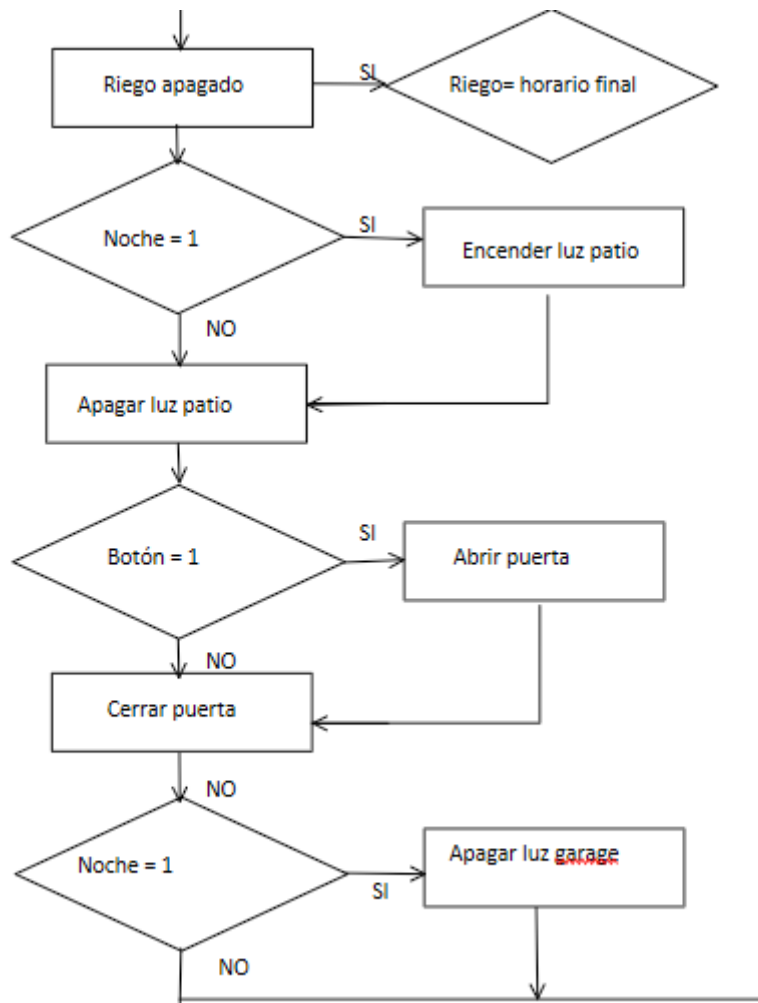 Riego apagado
SI
Riego= horario final
Noche = 1
SI
Encender luz patio
NO
Apagar luz patio
Botón = 1
SI
Abrir puerta
NO
Cerrar puerta
NO
Noche = 1
SI
Apagar luz garage
NO